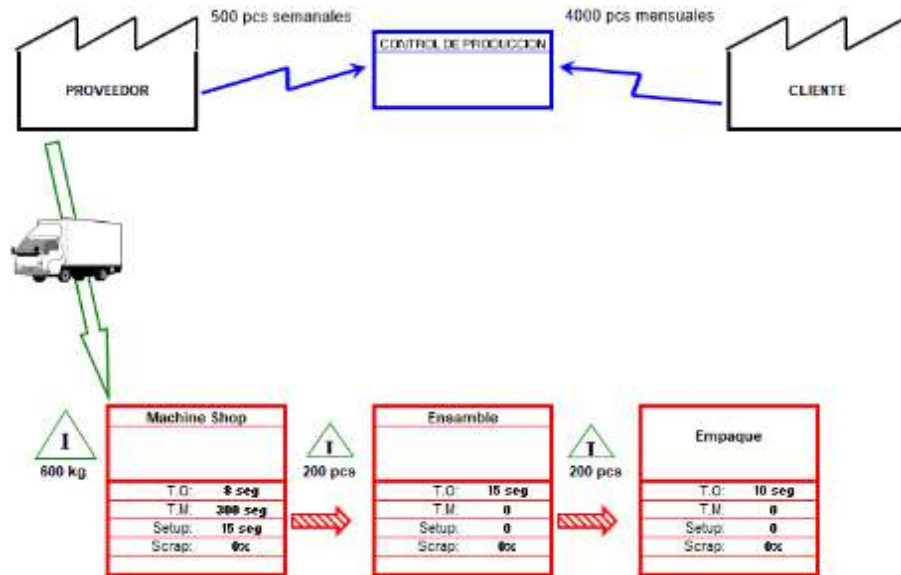 500 pcs semanales
4000 pcs mensuales
CONTROL DE PRODUCCION
PROVEEDOR
CLIENTE
Machine Shop
Ensamble
Empaque
I
600 kg
I
200 pcs
I
200 pcs
T.O: 8 seg
T.M: 300 seg
Setup: 15 seg
Scrap: 0%
T.O: 15 seg
T.M: 0
Setup: 0
Scrap: 0%
T.O: 10 seg
T.M: 0
Setup: 0
Scrap: 0%